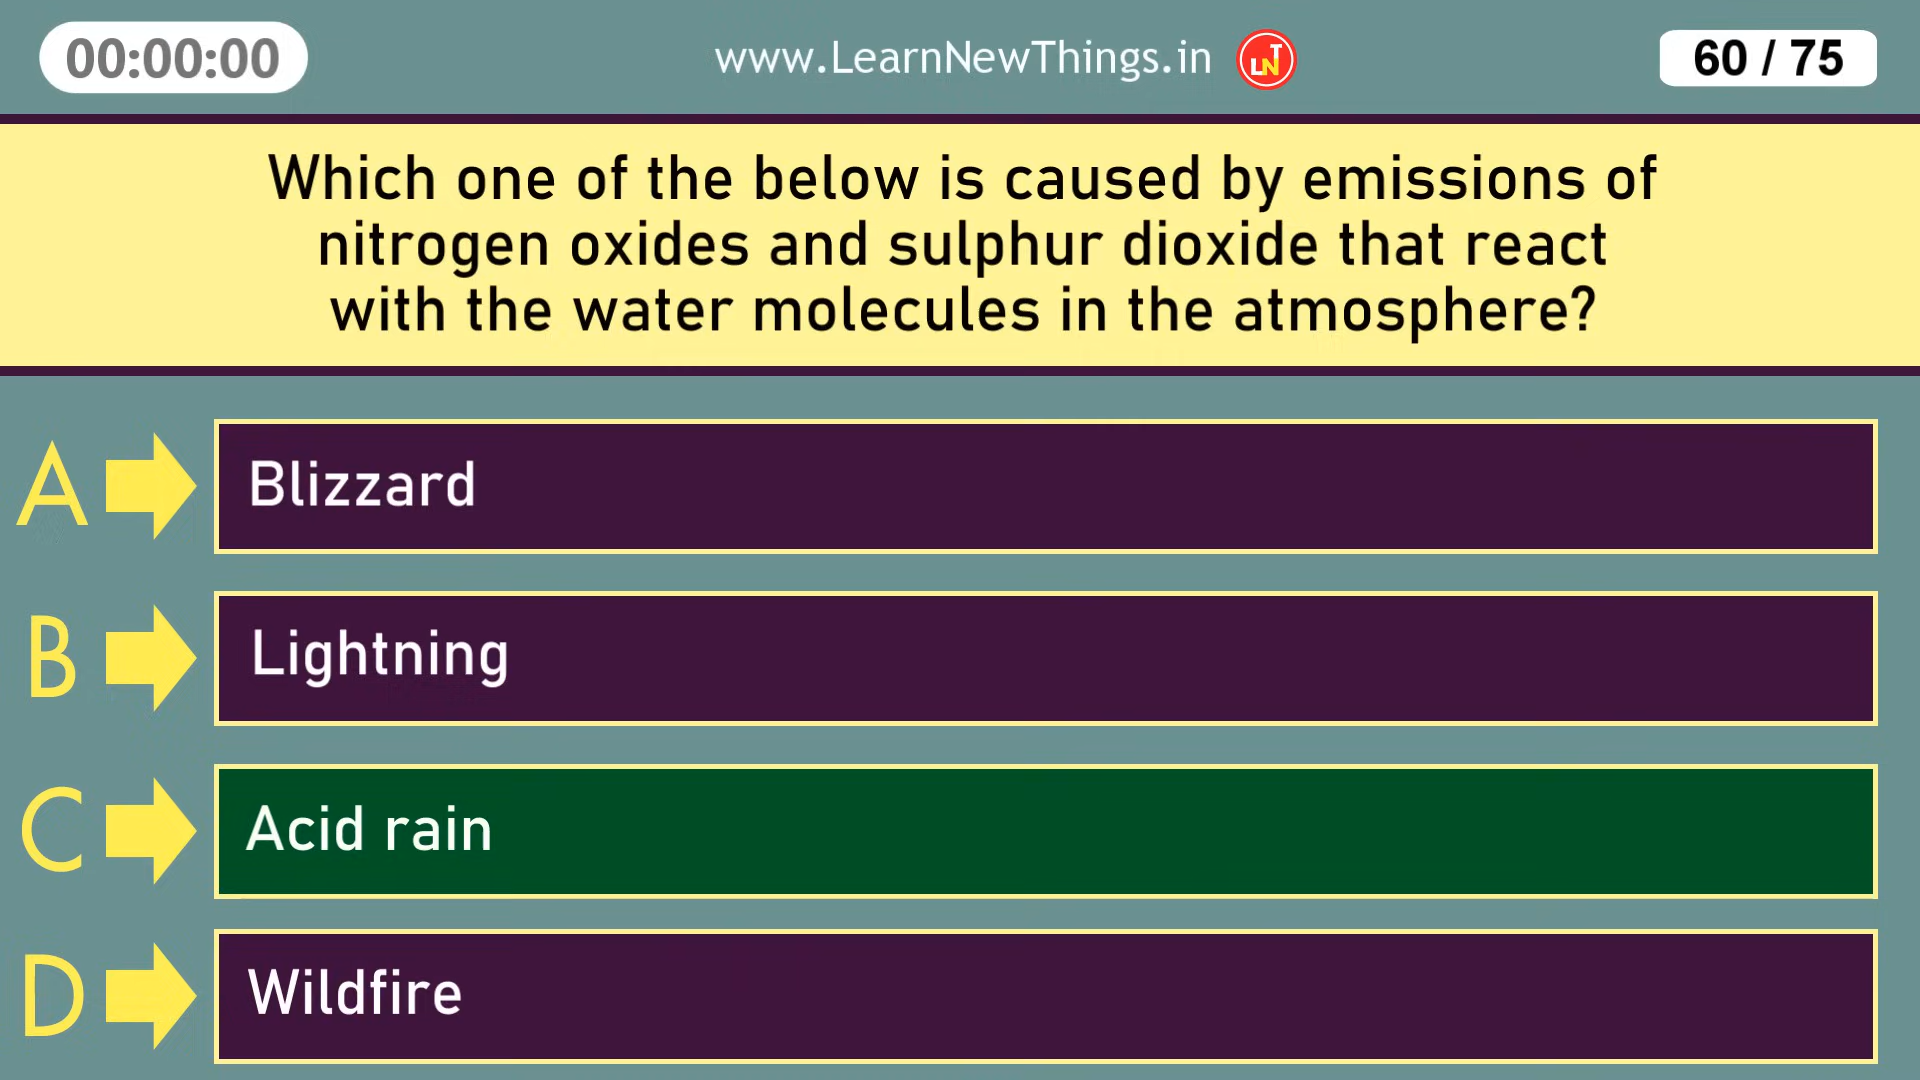 00:00:00
www.LearnNewThings.in
LNT
60 / 75
Which one of the below is caused by emissions of
nitrogen oxides and sulphur dioxide that react
with the water molecules in the atmosphere?
A
Blizzard
B
Lightning
C
Acid rain
D
Wildfire